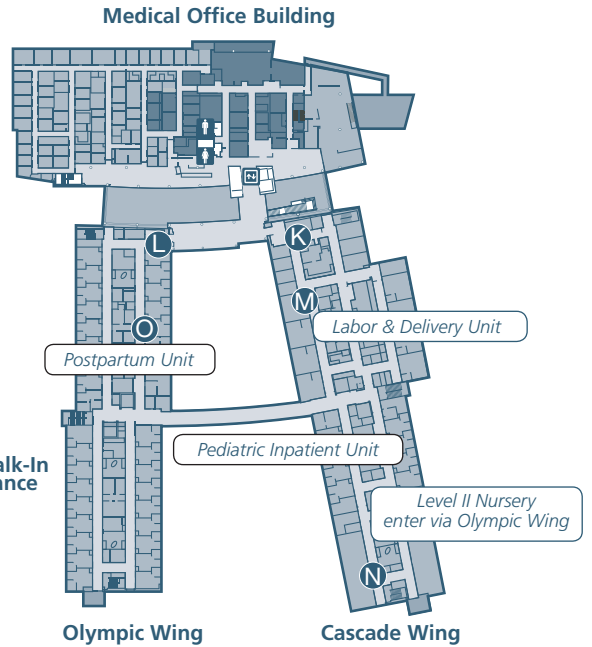 Medical Office Building
L
K
M
Labor & Delivery Unit
O
Postpartum Unit
Pediatric Inpatient Unit
Level II Nursery
enter via Olympic Wing
N
Olympic Wing
Cascade Wing